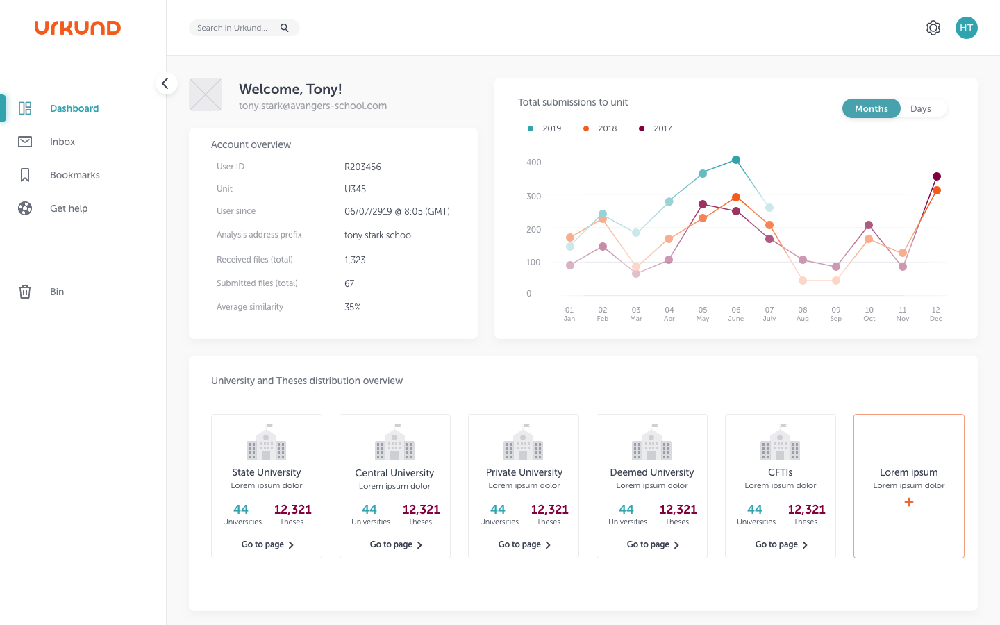 urkund
Search in Urkund...
HT
Dashboard
Inbox
Bookmarks
Get help
Bin
Welcome, Tony!
tony.stark@avangers-school.com
Account overview
User ID R203456
Unit U345
User since 06/07/2919 @ 8:05 (GMT)
Analysis address prefix tony.stark.school
Received files (total) 1,323
Submitted files (total) 67
Average similarity 35%
Total submissions to unit
Months Days
2019 2018 2017
400
300
200
100
0
01 02 03 04 05 06 07 08 09 10 11 12
Jan Feb Mar Apr May June July Aug Sep Oct Nov Dec
University and Theses distribution overview
State University
Lorem ipsum dolor
44 12,321
Universities Theses
Go to page
Central University
Lorem ipsum dolor
44 12,321
Universities Theses
Go to page
Private University
Lorem ipsum dolor
44 12,321
Universities Theses
Go to page
Deemed University
Lorem ipsum dolor
44 12,321
Universities Theses
Go to page
CFTIs
Lorem ipsum dolor
44 12,321
Universities Theses
Go to page
Lorem ipsum
Lorem ipsum dolor
+